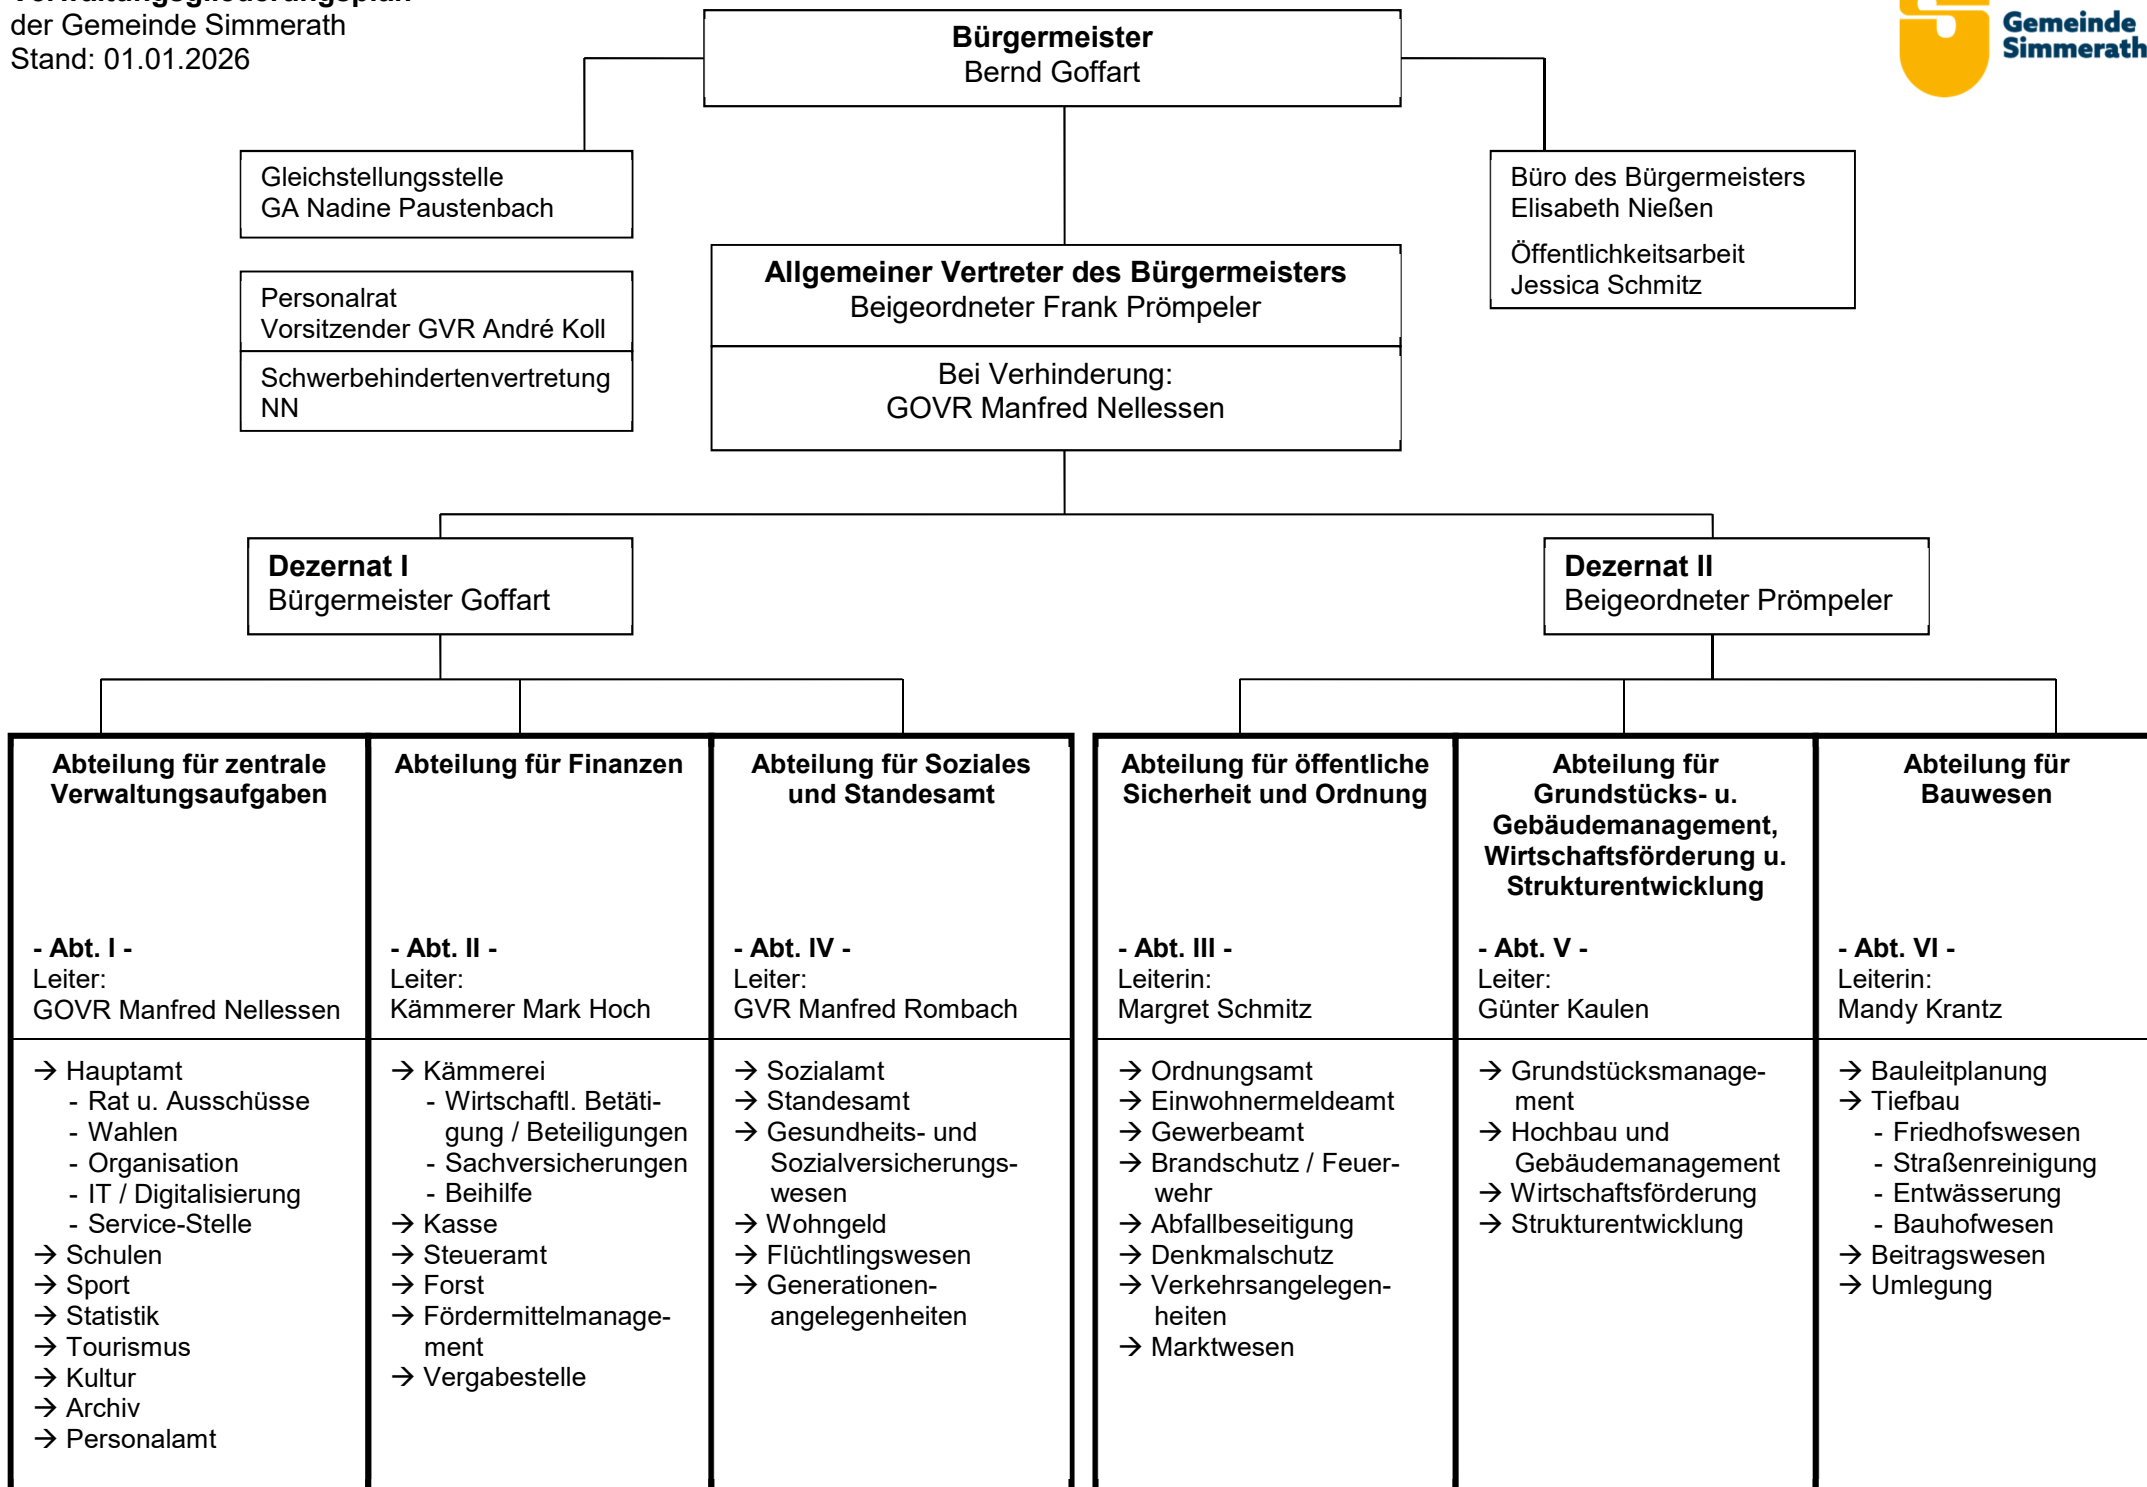 Verwaltungsgliederungsplan
der Gemeinde Simmerath
Stand: 01.01.2026
Gemeinde
Simmerath
Bürgermeister
Bernd Goffart
Gleichstellungsstelle
GA Nadine Paustenbach
Büro des Bürgermeisters
Elisabeth Nießen
Öffentlichkeitsarbeit
Jessica Schmitz
Personalrat
Vorsitzender GVR André Koll
Schwerbehindertenvertretung
NN
Allgemeiner Vertreter des Bürgermeisters
Beigeordneter Frank Prömpeler
Bei Verhinderung:
GOVR Manfred Nellessen
Dezernat I
Bürgermeister Goffart
Dezernat II
Beigeordneter Prömpeler
Abteilung für zentrale
Verwaltungsaufgaben
- Abt. I -
Leiter:
GOVR Manfred Nellessen
→ Hauptamt
- Rat u. Ausschüsse
- Wahlen
- Organisation
- IT / Digitalisierung
- Service-Stelle
→ Schulen
→ Sport
→ Statistik
→ Tourismus
→ Kultur
→ Archiv
→ Personalamt
Abteilung für Finanzen
- Abt. II -
Leiter:
Kämmerer Mark Hoch
→ Kämmerei
- Wirtschaftl. Betäti-
gung / Beteiligungen
- Sachversicherungen
- Beihilfe
→ Kasse
→ Steueramt
→ Forst
→ Fördermittelmanage-
ment
→ Vergabestelle
Abteilung für Soziales
und Standesamt
- Abt. IV -
Leiter:
GVR Manfred Rombach
→ Sozialamt
→ Standesamt
→ Gesundheits- und
Sozialversicherungs-
wesen
→ Wohngeld
→ Flüchtlingswesen
→ Generationen-
angelegenheiten
Abteilung für öffentliche
Sicherheit und Ordnung
- Abt. III -
Leiterin:
Margret Schmitz
→ Ordnungsamt
→ Einwohnermeldeamt
→ Gewerbeamt
→ Brandschutz / Feuer-
wehr
→ Abfallbeseitigung
→ Denkmalschutz
→ Verkehrsangelegen-
heiten
→ Marktwesen
Abteilung für
Grundstücks- u.
Gebäudemanagement,
Wirtschaftsförderung u.
Strukturentwicklung
- Abt. V -
Leiter:
Günter Kaulen
→ Grundstücksmanage-
ment
→ Hochbau und
Gebäudemanagement
→ Wirtschaftsförderung
→ Strukturentwicklung
Abteilung für
Bauwesen
- Abt. VI -
Leiterin:
Mandy Krantz
→ Bauleitplanung
→ Tiefbau
- Friedhofswesen
- Straßenreinigung
- Entwässerung
- Bauhofwesen
→ Beitragswesen
→ Umlegung